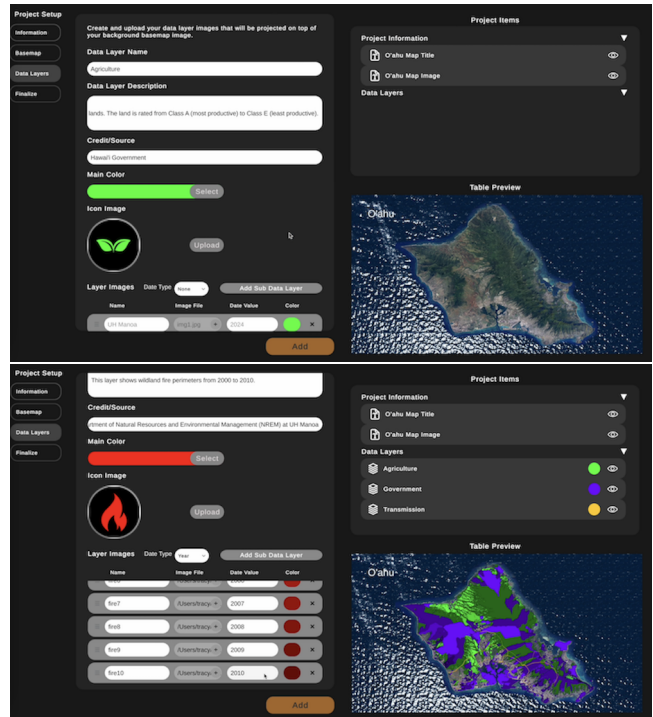 Project Setup
Information
Basemap
Data Layers
Finalize
Create and upload your data layer images that will be projected on top of
your background basemap image.
Data Layer Name
Agriculture
Data Layer Description
lands. The land is rated from Class A (most productive) to Class E (least productive).
Credit/Source
Hawai'i Government
Main Color
Select
Icon Image
Upload
Layer Images Date Type None Add Sub Data Layer
Name Image File Date Value Color
UH Manoa img1.jpg + 2024 ×
Add
Project Items
Project Information
O'ahu Map Title
O'ahu Map Image
Data Layers
Table Preview
O'ahu
Project Setup
Information
Basemap
Data Layers
Finalize
This layer shows wildland fire perimeters from 2000 to 2010.
Credit/Source
rtment of Natural Resources and Environmental Management (NREM) at UH Manoa
Main Color
Select
Icon Image
Upload
Layer Images Date Type Year Add Sub Data Layer
Name Image File Date Value Color
fire7 /Users/tracy + 2007 ×
fire8 /Users/tracy + 2008 ×
fire9 /Users/tracy + 2009 ×
fire10 /Users/tracy + 2010 ×
Add
Project Items
Project Information
O'ahu Map Title
O'ahu Map Image
Data Layers
Agriculture
Government
Transmission
Table Preview
O'ahu